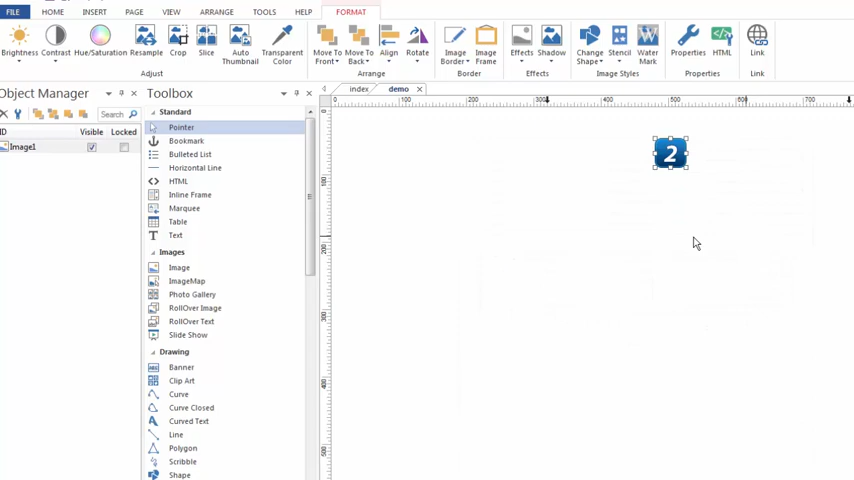 FILE HOME INSERT PAGE VIEW ARRANGE TOOLS HELP FORMAT
Brightness Contrast Hue/Saturation Resample Crop Slice Auto Thumbnail Transparent Color Move To Front Move To Back Align Rotate Image Border Image Frame Effects Shadow Change Shape Stencil Water Mark Properties HTML Link
Adjust Arrange Border Effects Image Styles Properties Link
Object Manager Toolbox index demo
0 100 200 300 400 500 600 700
Search
ID Visible Locked
Image1
Standard
Pointer
Bookmark
Bulleted List
Horizontal Line
HTML
Inline Frame
Marquee
Table
Text
Images
Image
ImageMap
Photo Gallery
RollOver Image
RollOver Text
Slide Show
Drawing
Banner
Clip Art
Curve
Curve Closed
Curved Text
Line
Polygon
Scribble
Shape
0
100
200
300
400
500
2